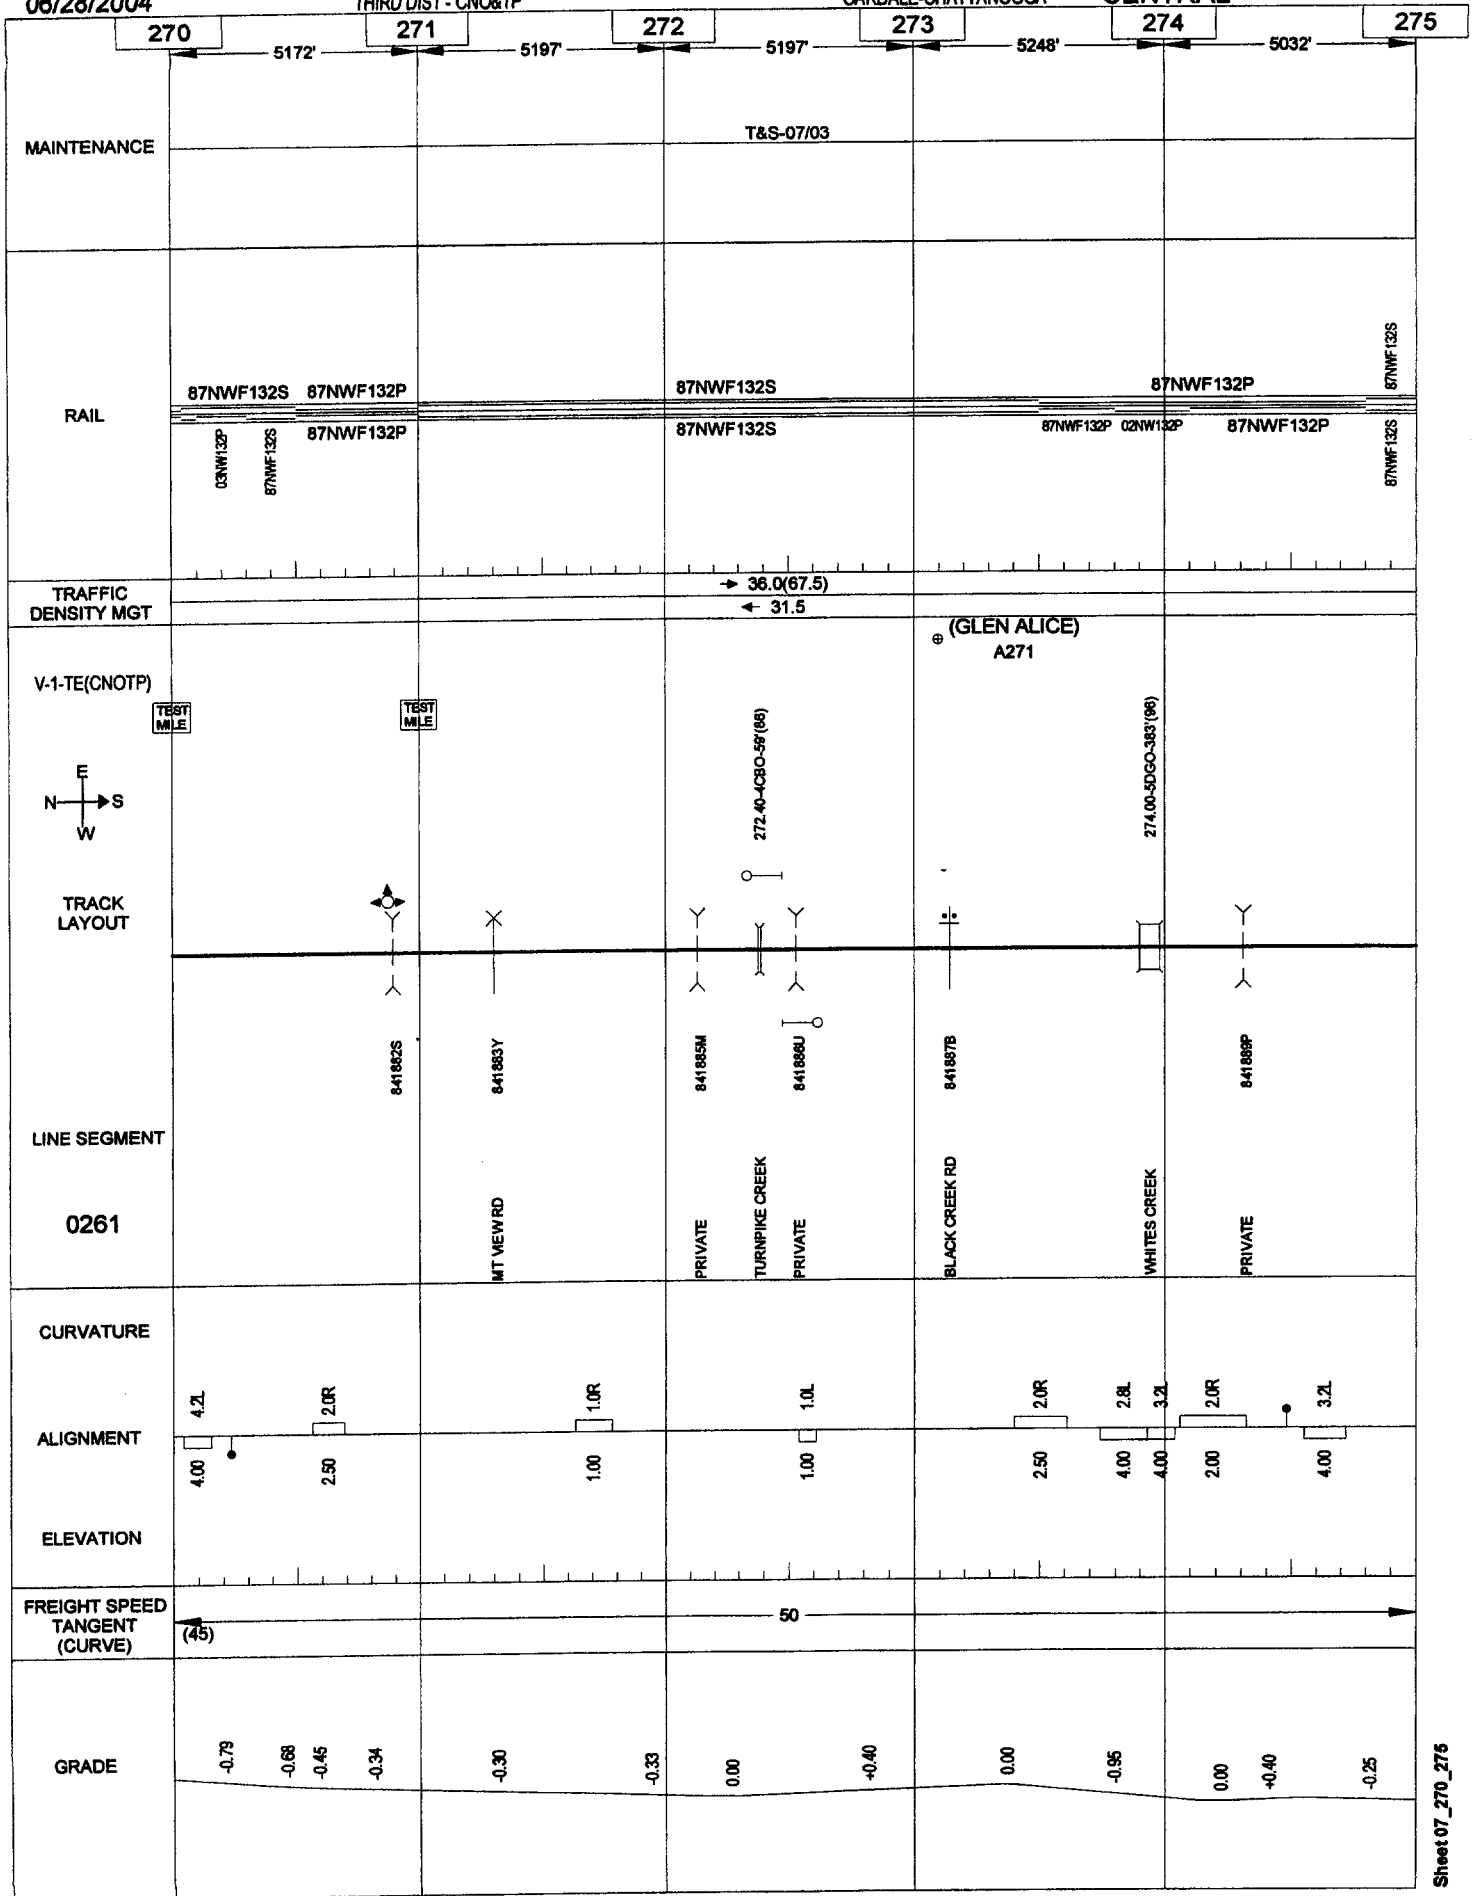 06/28/2004 THIRD DIST - CNO&TP OAKDALE-CHATTANOOGA CENTRAL
270 271 272 273 274 275
5172' 5197' 5197' 5248' 5032'
T&S-07/03
MAINTENANCE
87NWF132S
87NWF132S 87NWF132P 87NWF132S 87NWF132P
RAIL
87NWF132P 87NWF132S 87NWF132P 02NW132P 87NWF132P
03NW132P 87NWF132S 87NWF132S
TRAFFIC
DENSITY MGT
36.0(67.5)
31.5
(GLEN ALICE)
A271
V-1-TE(CNOTP)
TEST
MILE
TEST
MILE
E
N S
W
272.40-4CBO-59'(88)
274.00-5DGO-383'(98)
TRACK
LAYOUT
841882S
841883Y
841885M
841886U
841887B
841889P
LINE SEGMENT
0261
MT VIEW RD
PRIVATE
TURNPIKE CREEK
PRIVATE
BLACK CREEK RD
WHITES CREEK
PRIVATE
CURVATURE
4.2L 2.0R 1.0R 1.0L 2.0R 2.8L 3.2L 2.0R 3.2L
ALIGNMENT
4.00 2.50 1.00 1.00 2.50 4.00 4.00 2.00 4.00
ELEVATION
FREIGHT SPEED
TANGENT
(CURVE)
50
(45)
GRADE
-0.79 -0.68 -0.45 -0.34 -0.30 -0.33 0.00 +0.40 0.00 -0.95 0.00 +0.40 -0.25
Sheet 07_270_275